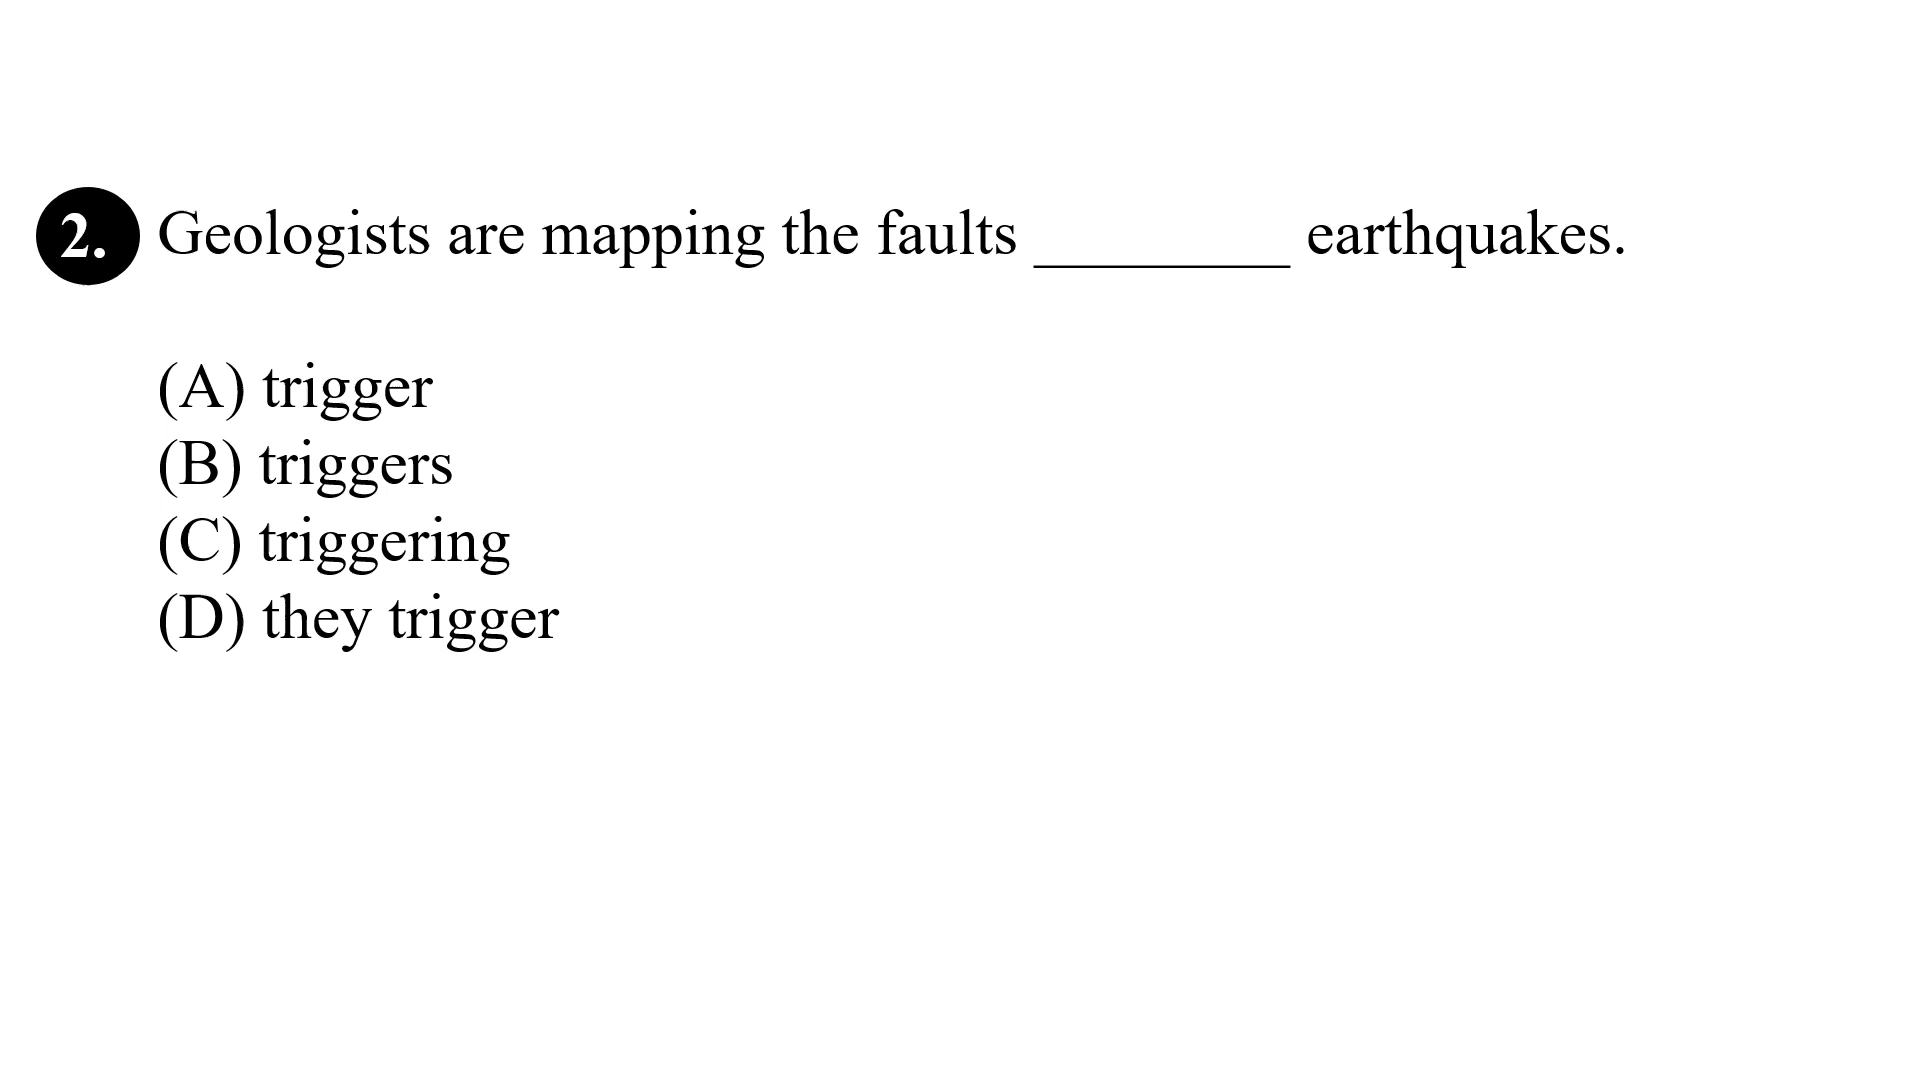 2. Geologists are mapping the faults ________ earthquakes.
(A) trigger
(B) triggers
(C) triggering
(D) they trigger